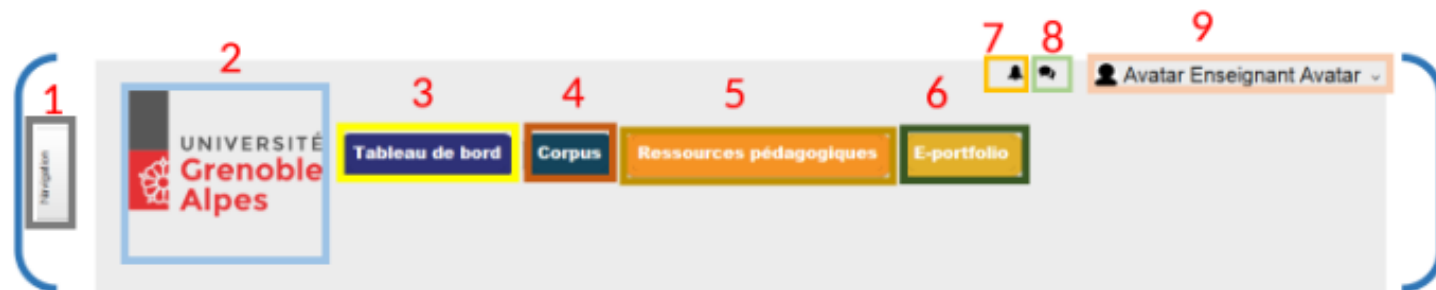 1
2
3
4
5
6
7
8
9
Navigation
UNIVERSITÉ
Grenoble
Alpes
Tableau de bord
Corpus
Ressources pédagogiques
E-portfolio
Avatar Enseignant Avatar